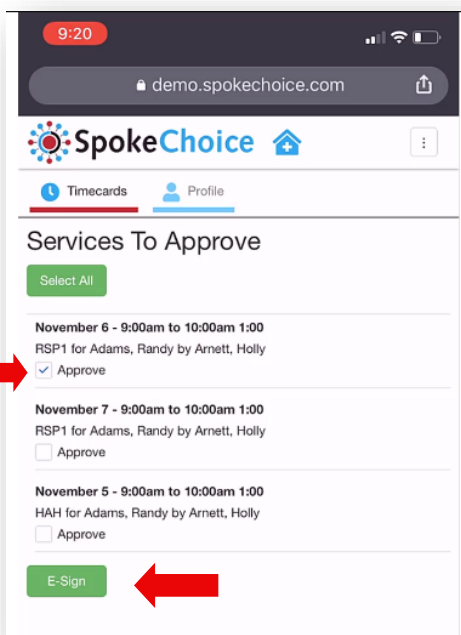 9:20
demo.spokechoice.com
SpokeChoice
Timecards Profile
Services To Approve
Select All
November 6 - 9:00am to 10:00am 1:00
RSP1 for Adams, Randy by Arnett, Holly
Approve
November 7 - 9:00am to 10:00am 1:00
RSP1 for Adams, Randy by Arnett, Holly
Approve
November 5 - 9:00am to 10:00am 1:00
HAH for Adams, Randy by Arnett, Holly
Approve
E-Sign